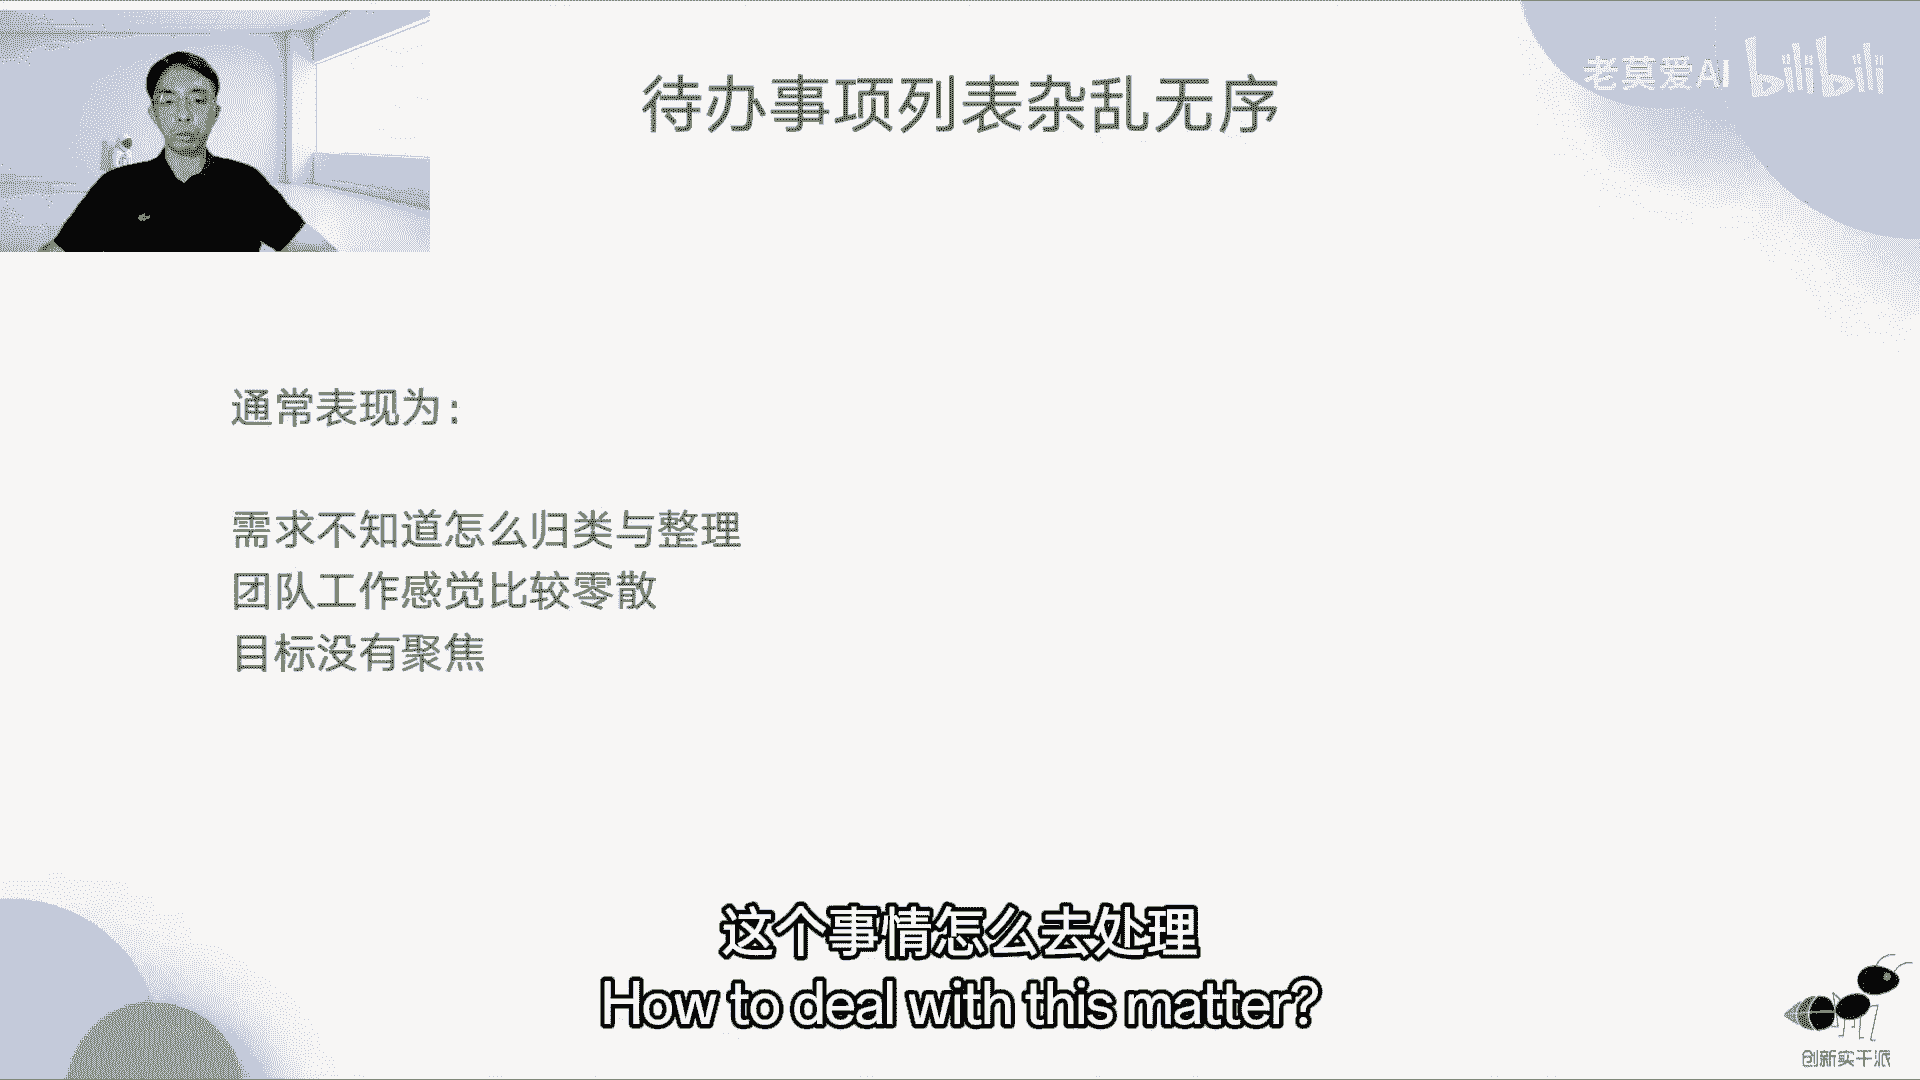 待办事项列表杂乱无序
老莫爱AI bilibili
通常表现为：
需求不知道怎么归类与整理
团队工作感觉比较零散
目标没有聚焦
这个事情怎么去处理
How to deal with this matter?
创新实干派